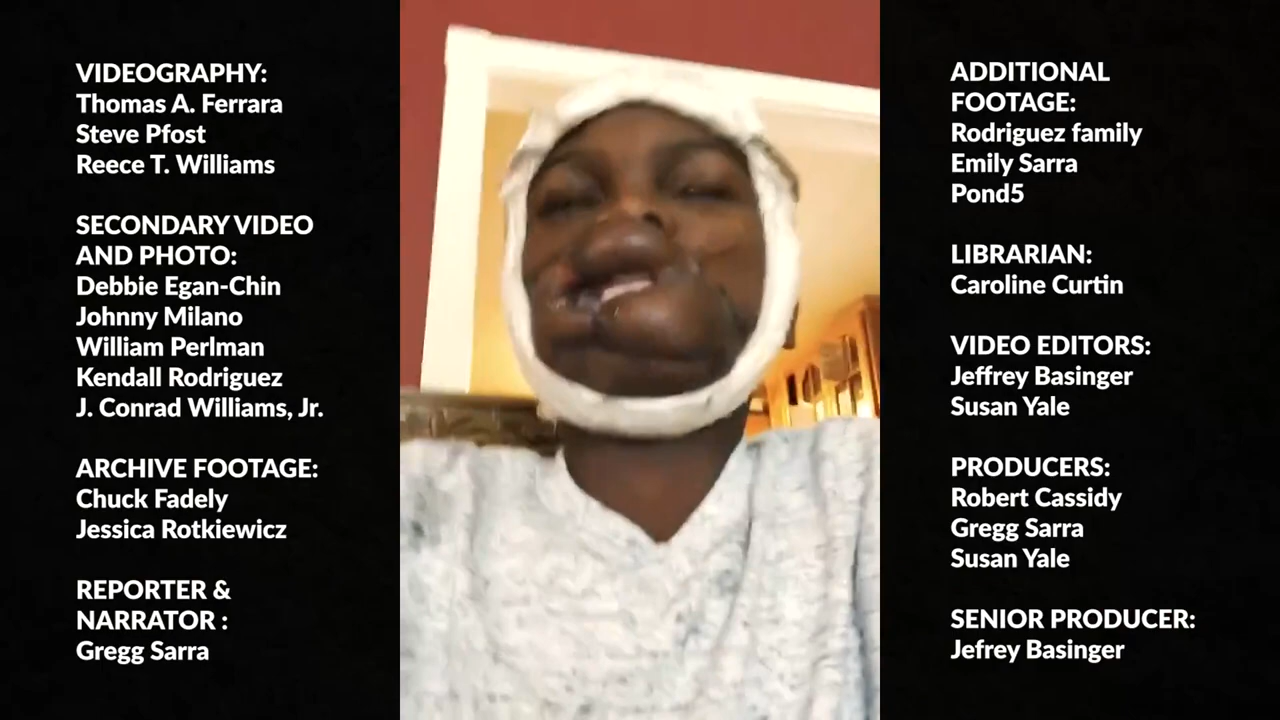 VIDEOGRAPHY:
Thomas A. Ferrara
Steve Pfost
Reece T. Williams
SECONDARY VIDEO
AND PHOTO:
Debbie Egan-Chin
Johnny Milano
William Perlman
Kendall Rodriguez
J. Conrad Williams, Jr.
ARCHIVE FOOTAGE:
Chuck Fadely
Jessica Rotkiewicz
REPORTER &
NARRATOR :
Gregg Sarra
ADDITIONAL
FOOTAGE:
Rodriguez family
Emily Sarra
Pond5
LIBRARIAN:
Caroline Curtin
VIDEO EDITORS:
Jeffrey Basinger
Susan Yale
PRODUCERS:
Robert Cassidy
Gregg Sarra
Susan Yale
SENIOR PRODUCER:
Jefrey Basinger